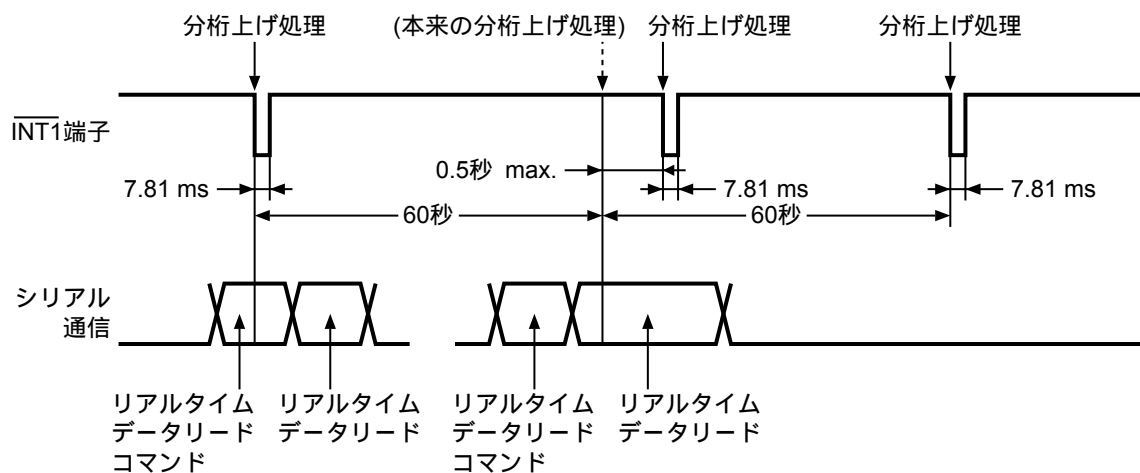 分桁上げ処理
(本来の分桁上げ処理)
分桁上げ処理
分桁上げ処理
INT1端子
0.5秒 max.
7.81 ms
7.81 ms
7.81 ms
60秒
60秒
シリアル
通信
リアルタイム
データリード
コマンド
リアルタイム
データリード
リアルタイム
データリード
コマンド
リアルタイム
データリード